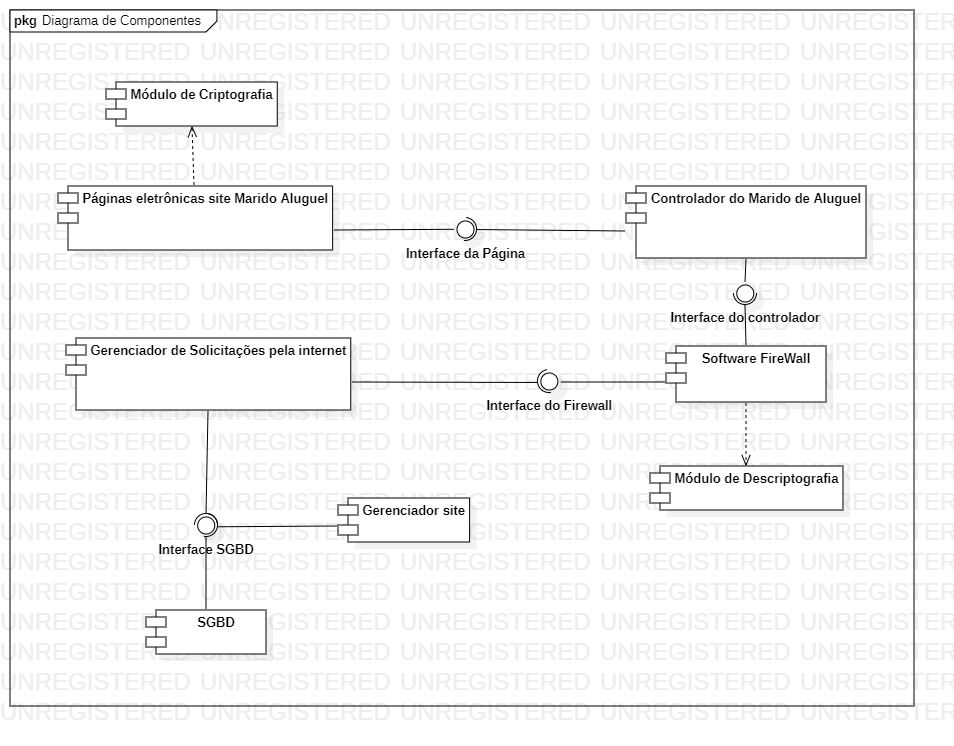 pkg Diagrama de Componentes
Módulo de Criptografia
Páginas eletrônicas site Marido Aluguel
Controlador do Marido de Aluguel
Interface da Página
Interface do controlador
Gerenciador de Solicitações pela internet
Software FireWall
Interface do Firewall
Módulo de Descriptografia
Gerenciador site
Interface SGBD
SGBD
UNREGISTERED